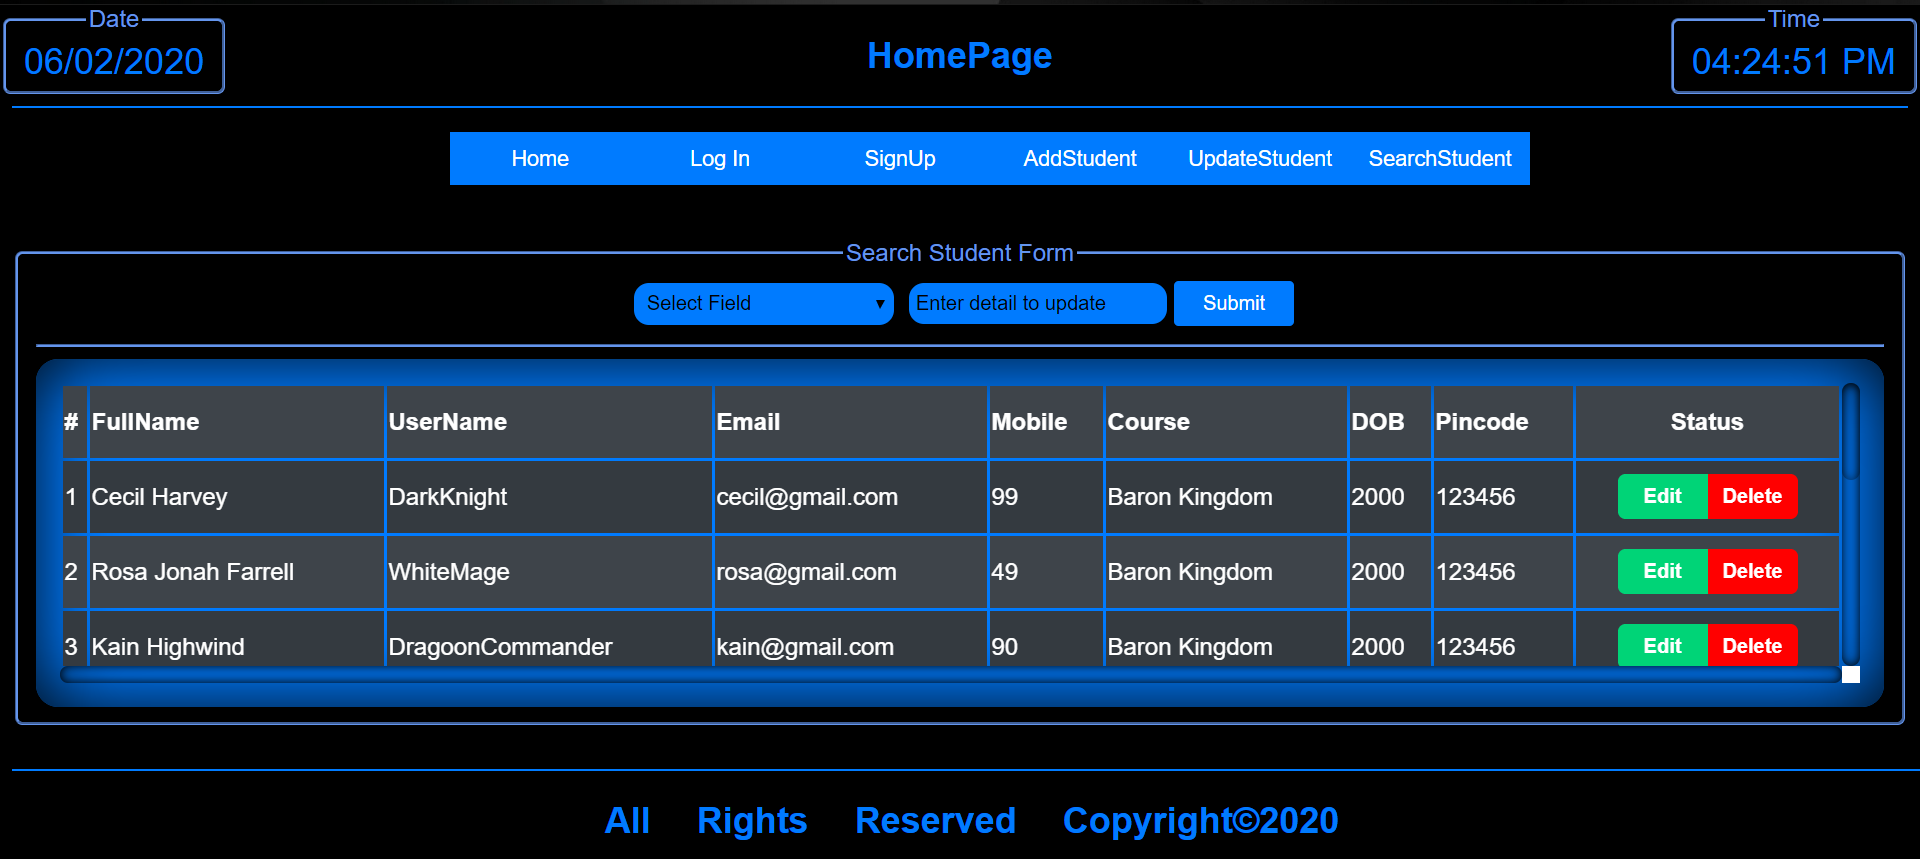 Date
06/02/2020
HomePage
Time
04:24:51 PM
Home Log In SignUp AddStudent UpdateStudent SearchStudent
Search Student Form
Select Field Enter detail to update Submit
# FullName UserName Email Mobile Course DOB Pincode Status
1 Cecil Harvey DarkKnight cecil@gmail.com 99 Baron Kingdom 2000 123456 Edit Delete
2 Rosa Jonah Farrell WhiteMage rosa@gmail.com 49 Baron Kingdom 2000 123456 Edit Delete
3 Kain Highwind DragoonCommander kain@gmail.com 90 Baron Kingdom 2000 123456 Edit Delete
All Rights Reserved Copyright©2020